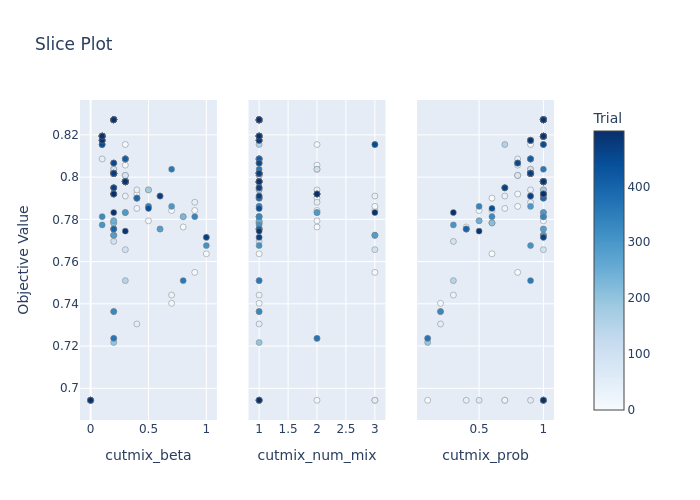 Slice Plot
Trial
Objective Value
0.82
0.8
0.78
0.76
0.74
0.72
0.7
0 0.5 1
1 1.5 2 2.5 3
0.5 1
cutmix_beta
cutmix_num_mix
cutmix_prob
400
300
200
100
0